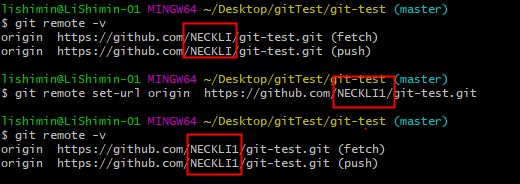 lishimin@LiShimin-01 MINGW64 ~/Desktop/gitTest/git-test (master)
$ git remote -v
origin  https://github.com/NECKLI/git-test.git (fetch)
origin  https://github.com/NECKLI/git-test.git (push)
lishimin@LiShimin-01 MINGW64 ~/Desktop/gitTest/git-test (master)
$ git remote set-url origin  https://github.com/NECKLI1/git-test.git
lishimin@LiShimin-01 MINGW64 ~/Desktop/gitTest/git-test (master)
$ git remote -v
origin  https://github.com/NECKLI1/git-test.git (fetch)
origin  https://github.com/NECKLI1/git-test.git (push)